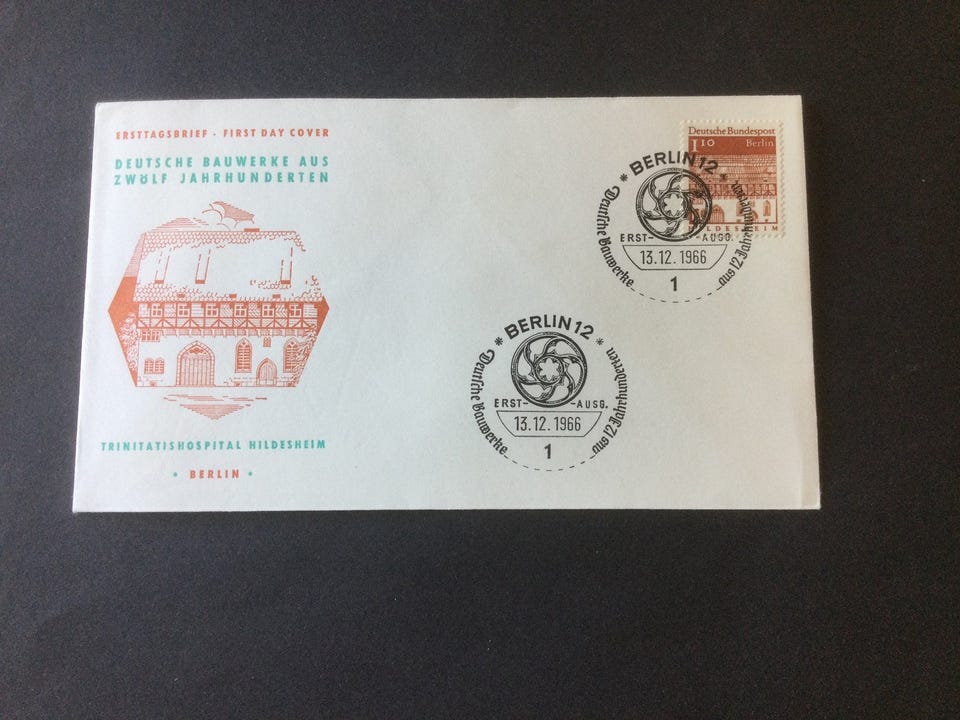 ERSTTAGSBRIEF · FIRST DAY COVER
DEUTSCHE BAUWERKE AUS
ZWÖLF JAHRHUNDERTEN
TRINITATISHOSPITAL HILDESHEIM
· BERLIN ·
Deutsche Bundespost
110 Berlin
HILDESHEIM
* BERLIN 12 *
Deutsche Bauwerke
aus 12 Jahrhunderten
ERST- -AUSG.
13.12.1966
1
* BERLIN 12 *
Deutsche Bauwerke
aus 12 Jahrhunderten
ERST- -AUSG.
13.12.1966
1